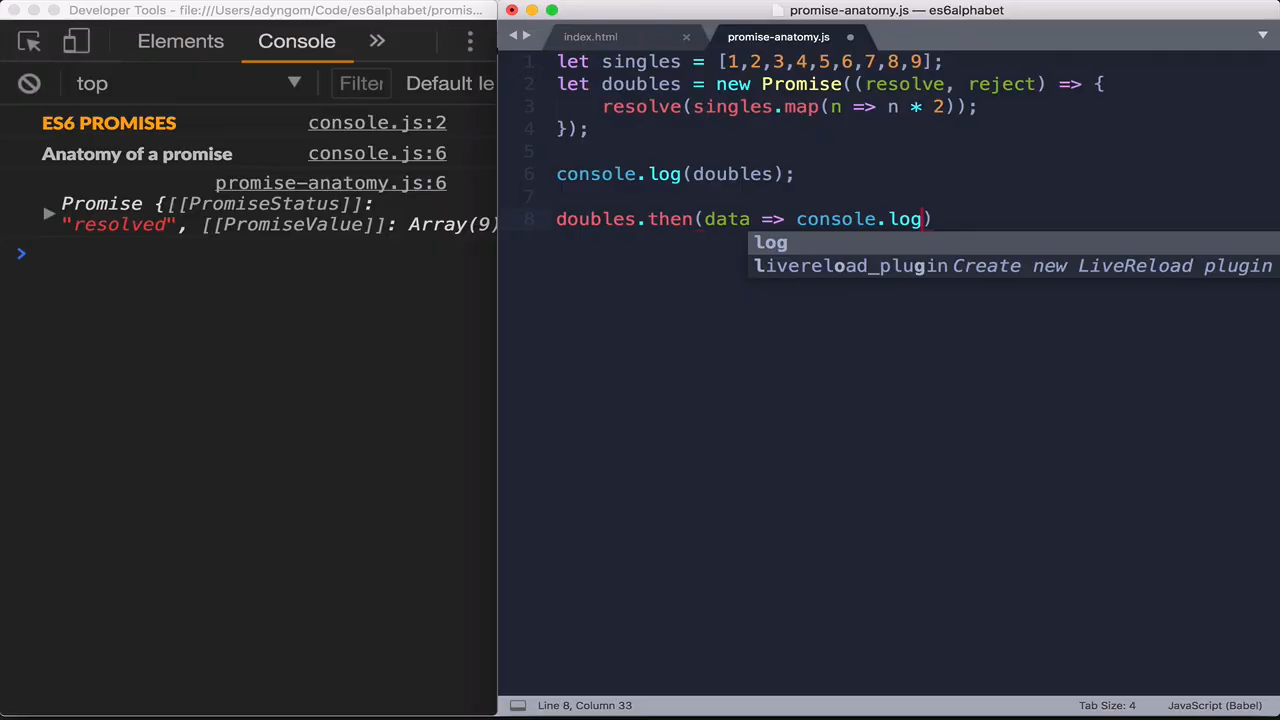 Developer Tools - file:///Users/adyngom/Code/es6alphabet/promis...
Elements Console »
top Filter Default le
ES6 PROMISES console.js:2
Anatomy of a promise console.js:6
promise-anatomy.js:6
Promise {[[PromiseStatus]]:
"resolved", [[PromiseValue]]: Array(9)
promise-anatomy.js — es6alphabet
index.html × promise-anatomy.js
1 let singles = [1,2,3,4,5,6,7,8,9];
2 let doubles = new Promise((resolve, reject) => {
3 resolve(singles.map(n => n * 2));
4 });
5
6 console.log(doubles);
7
8 doubles.then(data => console.log)
log
livereload_plugin Create new LiveReload plugin
Line 8, Column 33 Tab Size: 4 JavaScript (Babel)